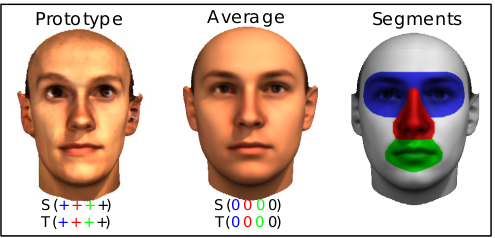 Prototype Average Segments
S (+ + + +) S (0 0 0 0)
T (+ + + +) T (0 0 0 0)